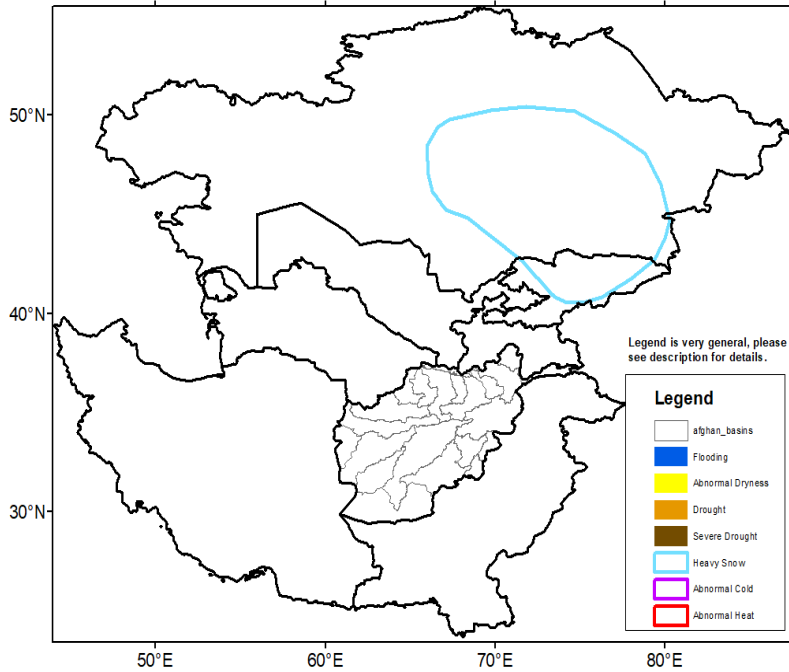 50°N
40°N
30°N
50°E
60°E
70°E
80°E
Legend is very general, please
see description for details.
Legend
afghan_basins
Flooding
Abnormal Dryness
Drought
Severe Drought
Heavy Snow
Abnormal Cold
Abnormal Heat